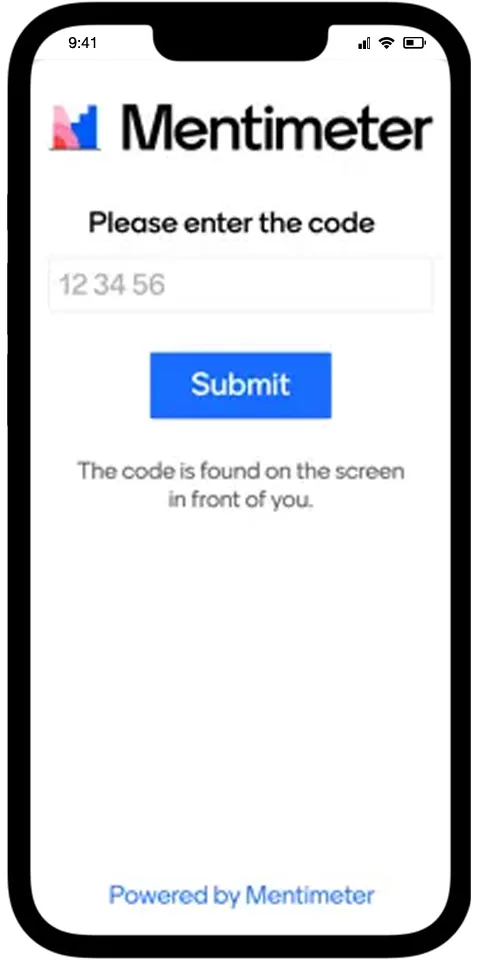 9:41
Mentimeter
Please enter the code
12 34 56
Submit
The code is found on the screen
in front of you.
Powered by Mentimeter